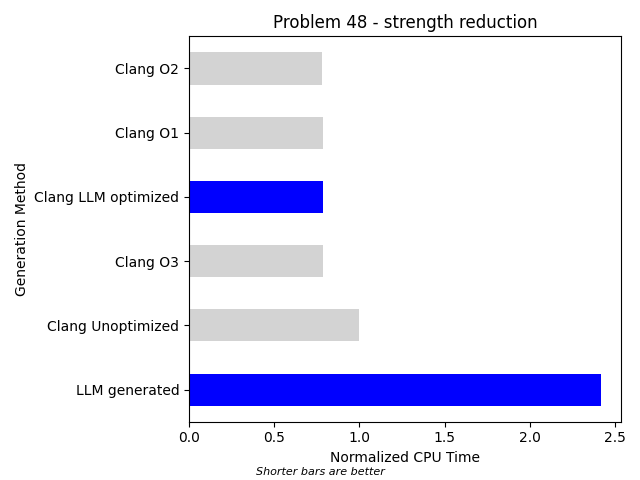 Problem 48 - strength reduction
Clang O2
Clang O1
Clang LLM optimized
Clang O3
Clang Unoptimized
LLM generated
Generation Method
0.0 0.5 1.0 1.5 2.0 2.5
Normalized CPU Time
Shorter bars are better